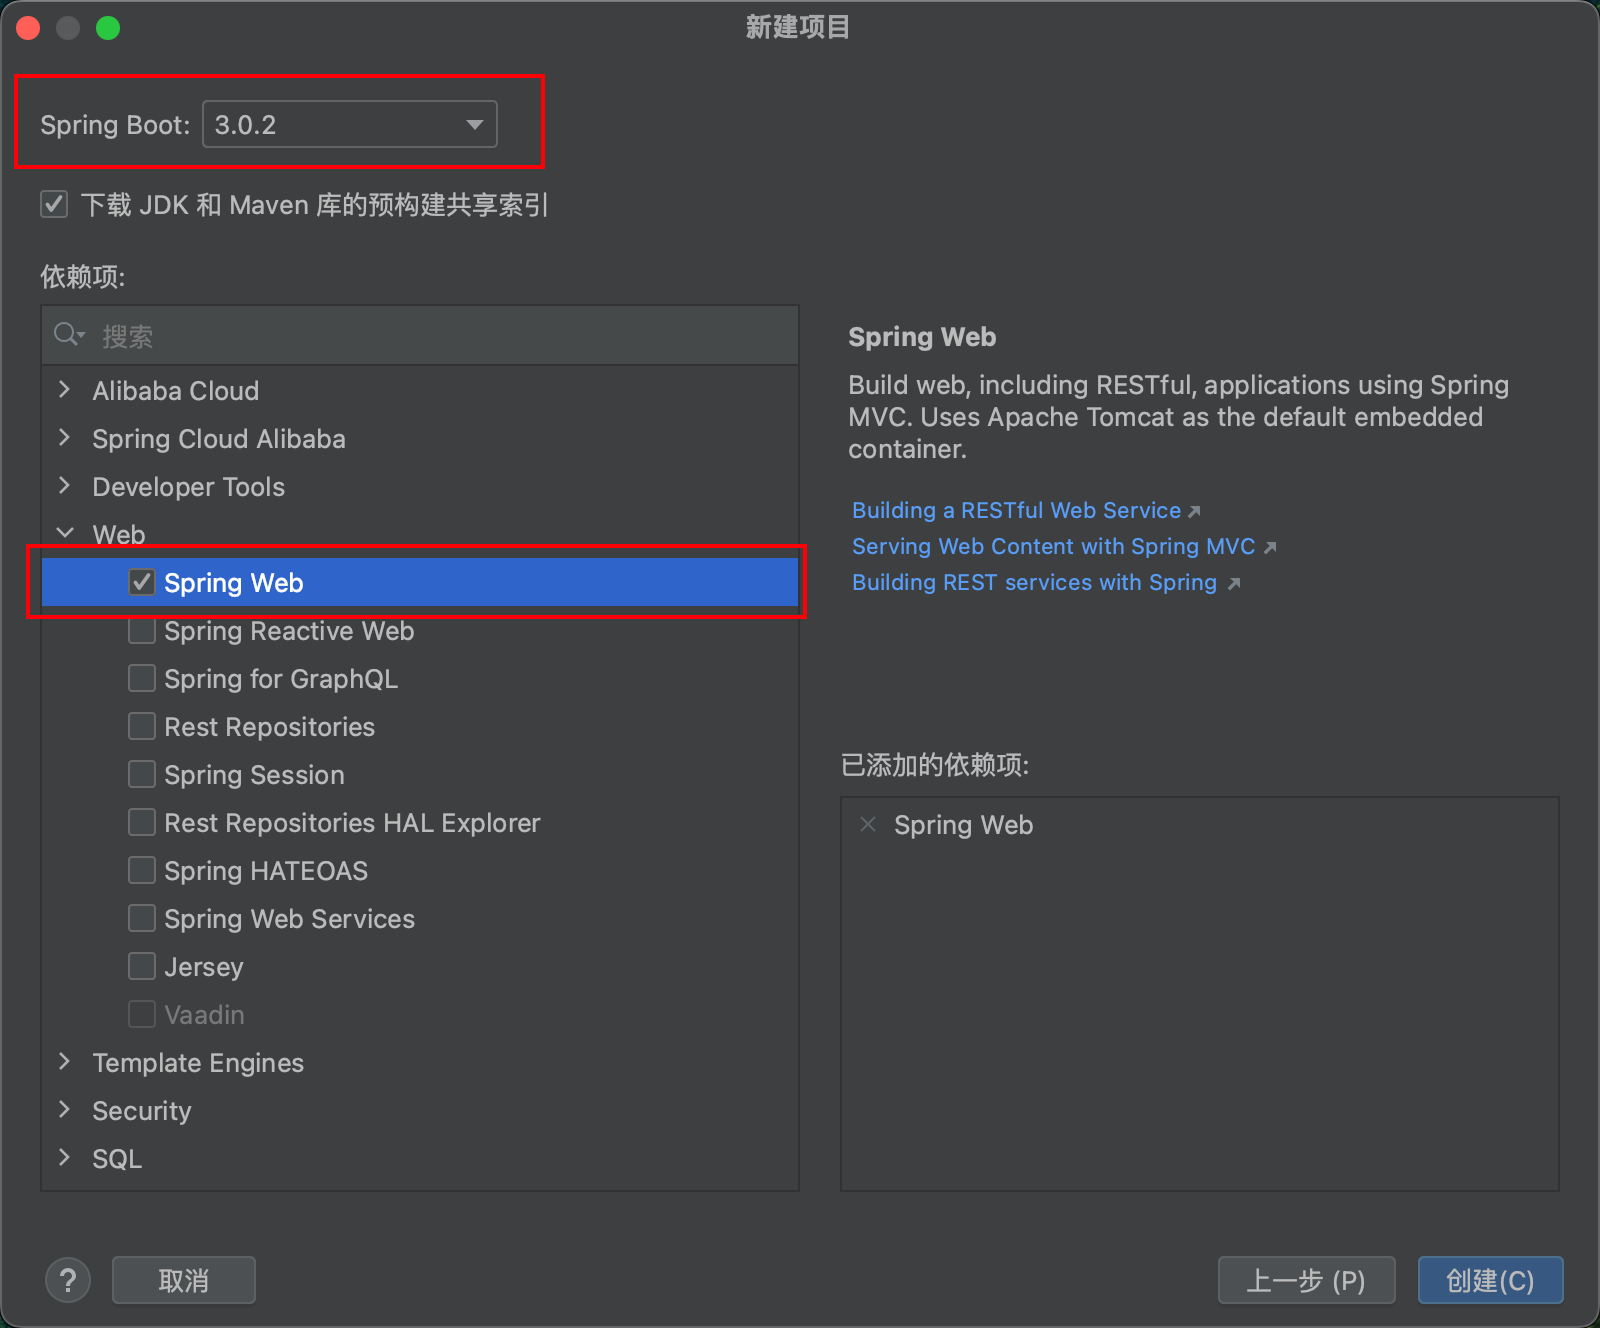 新建项目
Spring Boot: 3.0.2
下载 JDK 和 Maven 库的预构建共享索引
依赖项:
搜索
Alibaba Cloud
Spring Cloud Alibaba
Developer Tools
Web
Spring Web
Spring Reactive Web
Spring for GraphQL
Rest Repositories
Spring Session
Rest Repositories HAL Explorer
Spring HATEOAS
Spring Web Services
Jersey
Vaadin
Template Engines
Security
SQL
Spring Web
Build web, including RESTful, applications using Spring
MVC. Uses Apache Tomcat as the default embedded
container.
Building a RESTful Web Service
Serving Web Content with Spring MVC
Building REST services with Spring
已添加的依赖项:
Spring Web
? 取消 上一步 (P) 创建(C)